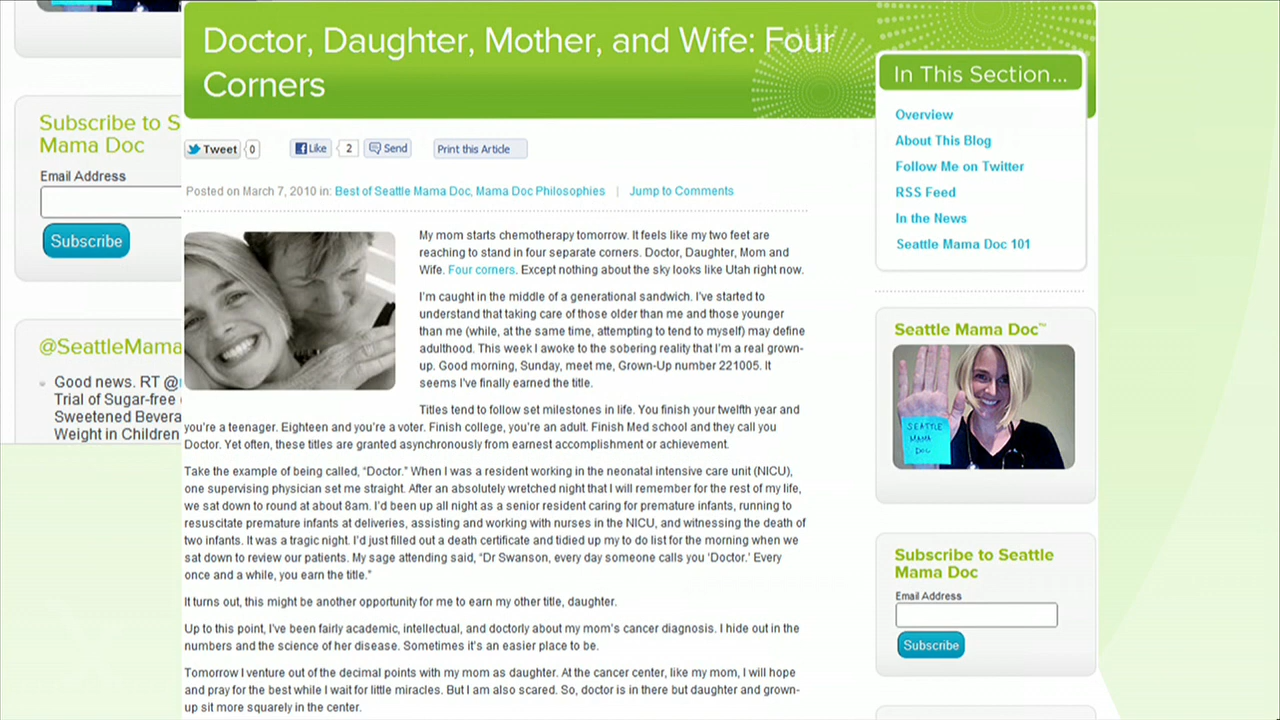 Doctor, Daughter, Mother, and Wife: Four
Corners
In This Section...
Overview
About This Blog
Follow Me on Twitter
RSS Feed
In the News
Seattle Mama Doc 101
Subscribe to S
Mama Doc
Email Address
Subscribe
@SeattleMama
Good news. RT @
Trial of Sugar-free
Sweetened Bevera
Weight in Children
Tweet 0
Like 2 Send
Print this Article
Posted on March 7, 2010 in: Best of Seattle Mama Doc, Mama Doc Philosophies | Jump to Comments
My mom starts chemotherapy tomorrow. It feels like my two feet are
reaching to stand in four separate corners. Doctor, Daughter, Mom and
Wife. Four corners. Except nothing about the sky looks like Utah right now.
I'm caught in the middle of a generational sandwich. I've started to
understand that taking care of those older than me and those younger
than me (while, at the same time, attempting to tend to myself) may define
adulthood. This week I awoke to the sobering reality that I'm a real grown-
up. Good morning, Sunday, meet me, Grown-Up number 221005. It
seems I've finally earned the title.
Titles tend to follow set milestones in life. You finish your twelfth year and
you're a teenager. Eighteen and you're a voter. Finish college, you're an adult. Finish Med school and they call you
Doctor. Yet often, these titles are granted asynchronously from earnest accomplishment or achievement.
Take the example of being called, "Doctor." When I was a resident working in the neonatal intensive care unit (NICU),
one supervising physician set me straight. After an absolutely wretched night that I will remember for the rest of my life,
we sat down to round at about 8am. I'd been up all night as a senior resident caring for premature infants, running to
resuscitate premature infants at deliveries, assisting and working with nurses in the NICU, and witnessing the death of
two infants. It was a tragic night. I'd just filled out a death certificate and tidied up my to do list for the morning when we
sat down to review our patients. My sage attending said, "Dr Swanson, every day someone calls you 'Doctor.' Every
once and a while, you earn the title."
It turns out, this might be another opportunity for me to earn my other title, daughter.
Up to this point, I've been fairly academic, intellectual, and doctorly about my mom's cancer diagnosis. I hide out in the
numbers and the science of her disease. Sometimes it's an easier place to be.
Tomorrow I venture out of the decimal points with my mom as daughter. At the cancer center, like my mom, I will hope
and pray for the best while I wait for little miracles. But I am also scared. So, doctor is in there but daughter and grown-
up sit more squarely in the center.
Seattle Mama Doc™
SEATTLE
MAMA
DOC
Subscribe to Seattle
Mama Doc
Email Address
Subscribe